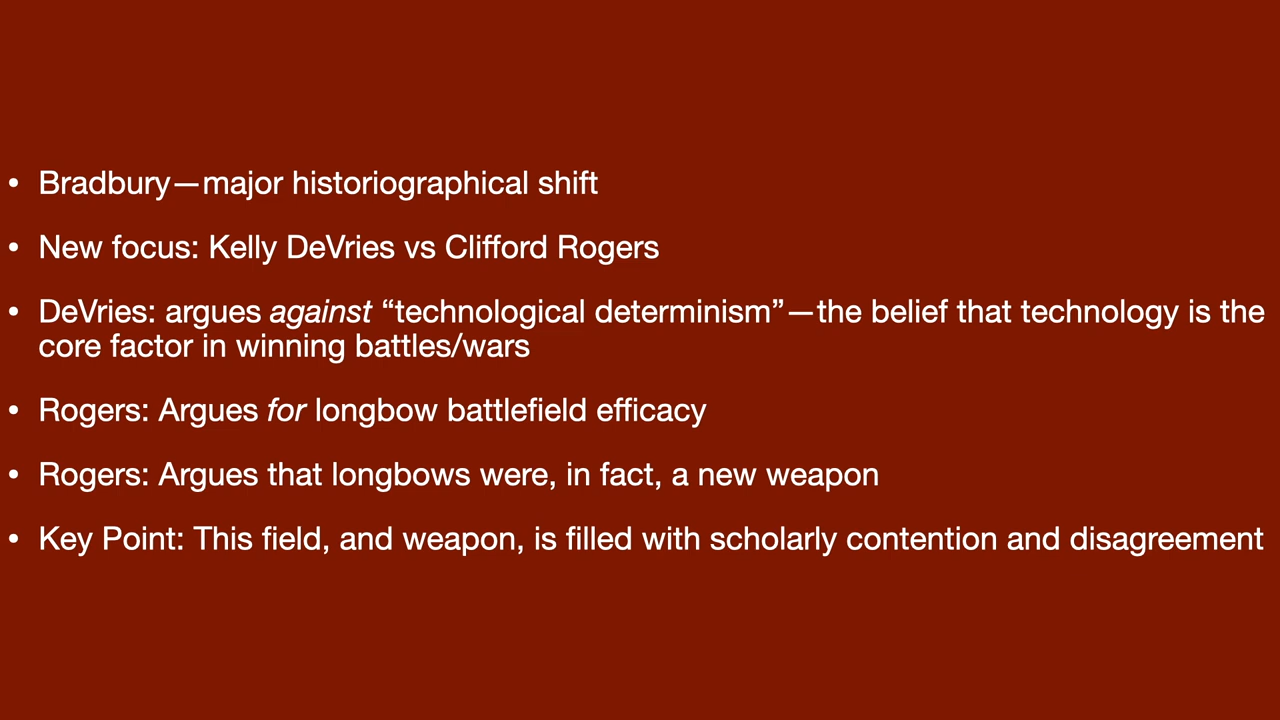 • Bradbury—major historiographical shift
• New focus: Kelly DeVries vs Clifford Rogers
• DeVries: argues against “technological determinism”—the belief that technology is the
core factor in winning battles/wars
• Rogers: Argues for longbow battlefield efficacy
• Rogers: Argues that longbows were, in fact, a new weapon
• Key Point: This field, and weapon, is filled with scholarly contention and disagreement